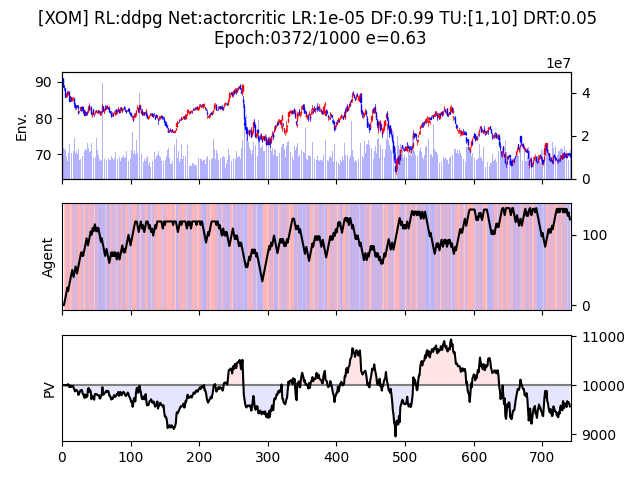 [XOM] RL:ddpg Net:actorcritic LR:1e-05 DF:0.99 TU:[1,10] DRT:0.05
Epoch:0372/1000 e=0.63
1e7
90
80
70
Env.
4
2
0
Agent
100
0
PV
11000
10000
9000
0 100 200 300 400 500 600 700